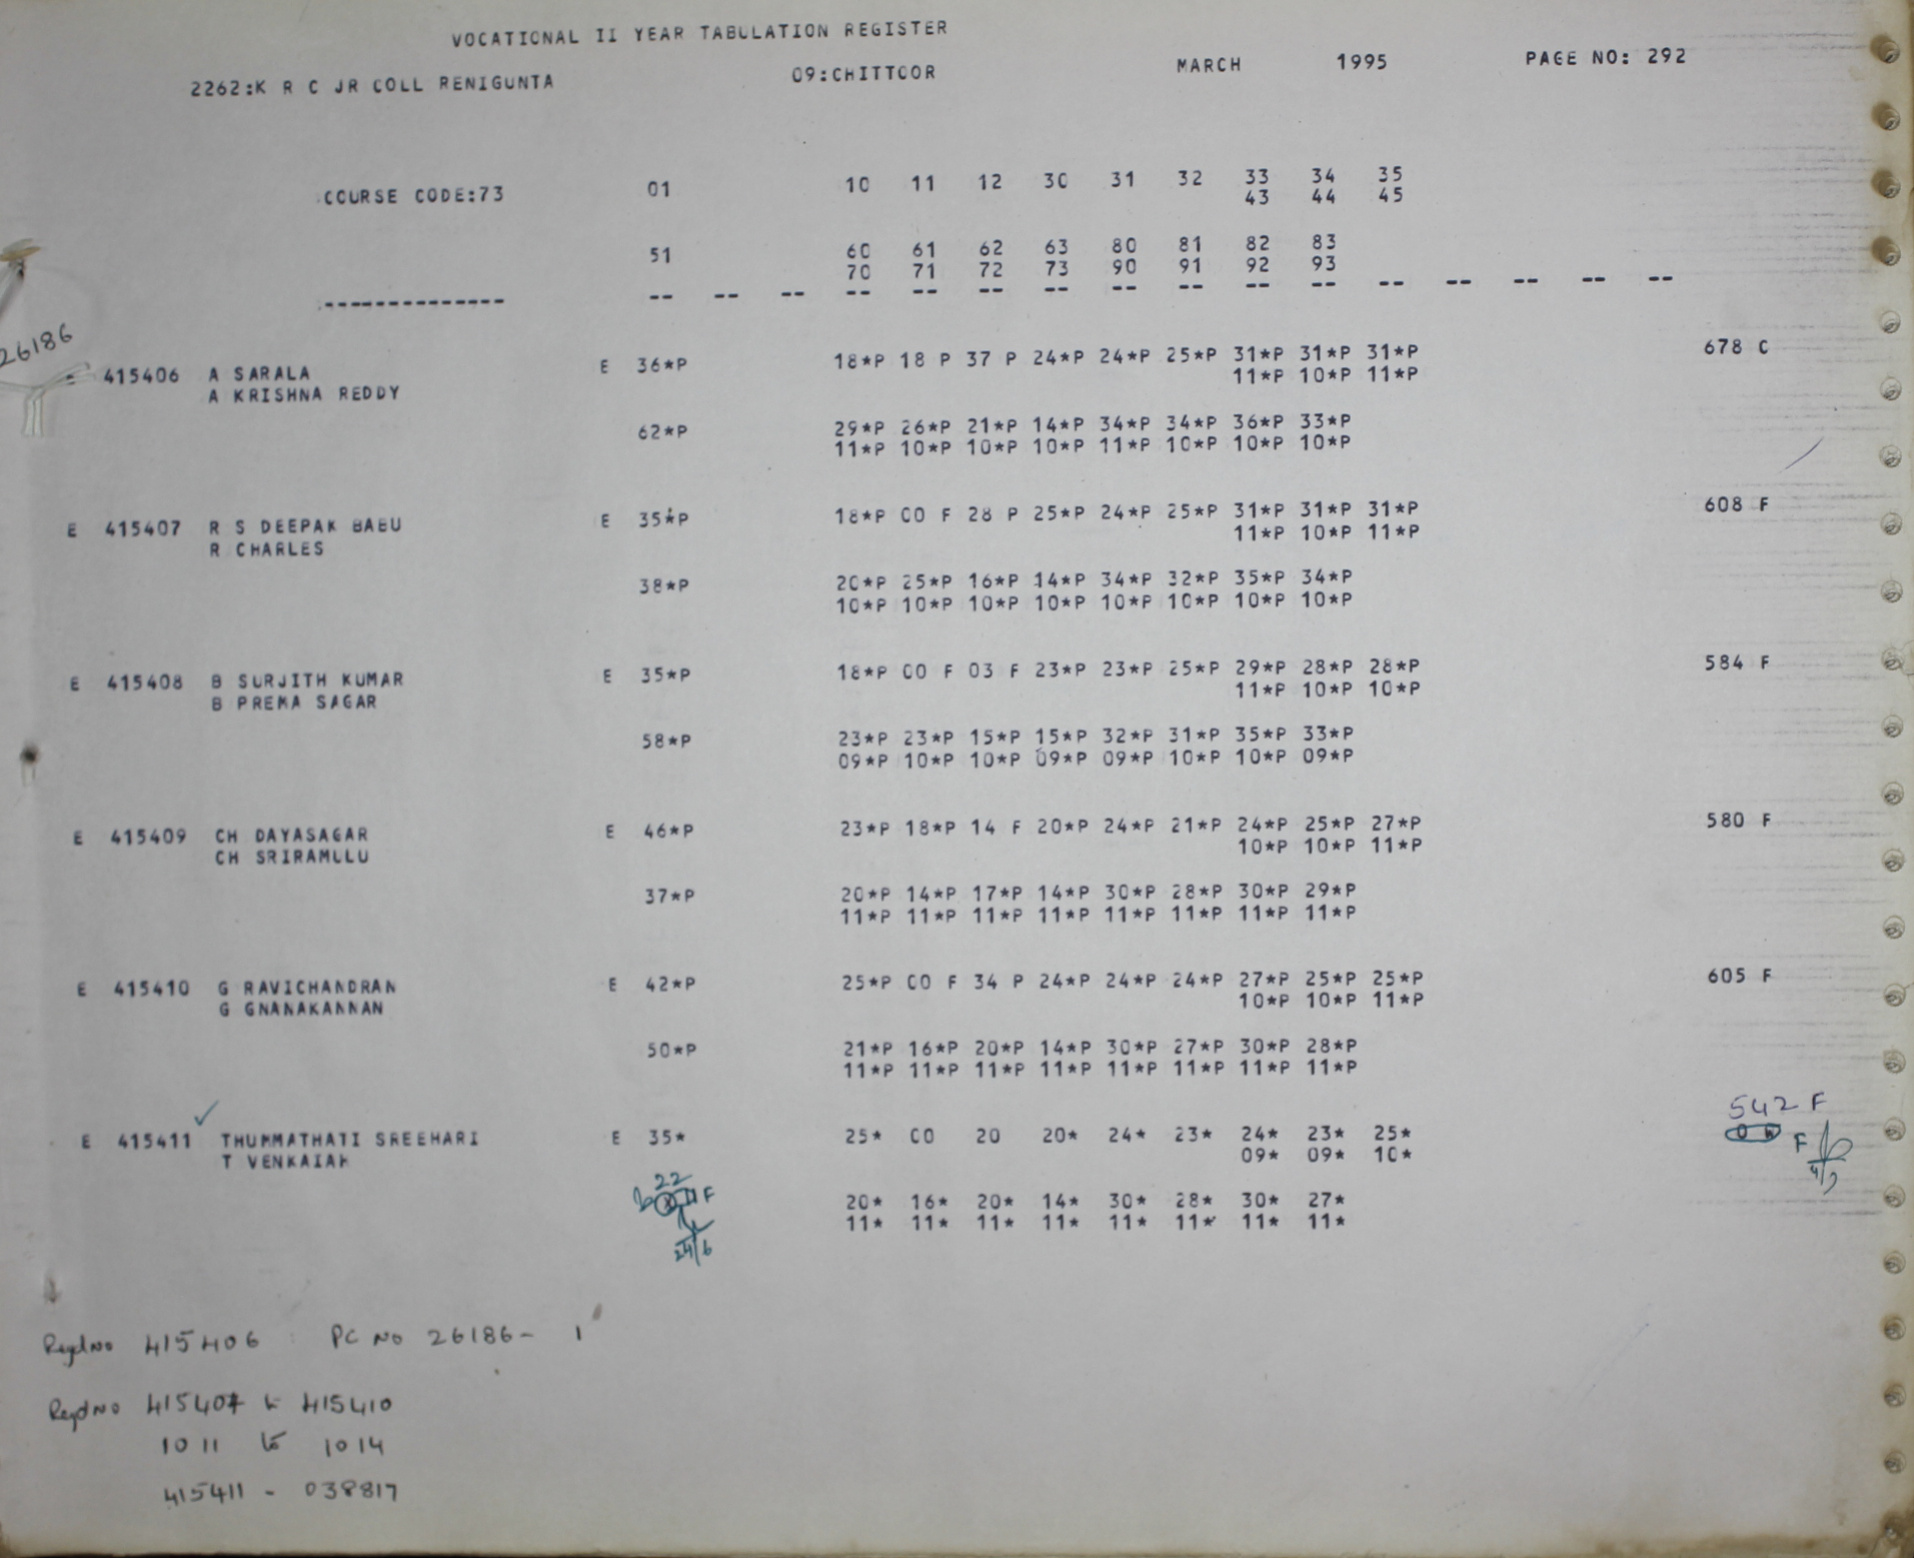 VOCATIONAL II YEAR TABULATION REGISTER
2262:K R C JR COLL RENIGUNTA 09:CHITTOOR MARCH 1995 PAGE NO: 292
COURSE CODE:73 01 10 11 12 30 31 32 33 34 35
43 44 45
51 60 61 62 63 80 81 82 83
70 71 72 73 90 91 92 93
-------------- -- -- -- -- -- -- -- -- -- -- -- -- -- -- -- --
26186
415406 A SARALA E 36*P 18*P 18 P 37 P 24*P 24*P 25*P 31*P 31*P 31*P 678 C
A KRISHNA REDDY 11*P 10*P 11*P
62*P 29*P 26*P 21*P 14*P 34*P 34*P 36*P 33*P
11*P 10*P 10*P 10*P 11*P 10*P 10*P 10*P
E 415407 R S DEEPAK BABU E 35*P 18*P 00 F 28 P 25*P 24*P 25*P 31*P 31*P 31*P 608 F
R CHARLES 11*P 10*P 11*P
38*P 20*P 25*P 16*P 14*P 34*P 32*P 35*P 34*P
10*P 10*P 10*P 10*P 10*P 10*P 10*P 10*P
E 415408 B SURJITH KUMAR E 35*P 18*P 00 F 03 F 23*P 23*P 25*P 29*P 28*P 28*P 584 F
B PREMA SAGAR 11*P 10*P 10*P
58*P 23*P 23*P 15*P 15*P 32*P 31*P 35*P 33*P
09*P 10*P 10*P 09*P 09*P 10*P 10*P 09*P
E 415409 CH DAYASAGAR E 46*P 23*P 18*P 14 F 20*P 24*P 21*P 24*P 25*P 27*P 580 F
CH SRIRAMULU 10*P 10*P 11*P
37*P 20*P 14*P 17*P 14*P 30*P 28*P 30*P 29*P
11*P 11*P 11*P 11*P 11*P 11*P 11*P 11*P
E 415410 G RAVICHANDRAN E 42*P 25*P 00 F 34 P 24*P 24*P 24*P 27*P 25*P 25*P 605 F
G GNANAKANNAN 10*P 10*P 11*P
50*P 21*P 16*P 20*P 14*P 30*P 27*P 30*P 28*P
11*P 11*P 11*P 11*P 11*P 11*P 11*P 11*P
542 F
E 415411 THUMMATHATI SREEHARI E 35* 25* 00 20 20* 24* 23* 24* 23* 25* F
T VENKAIAH 09* 09* 10*
22 F
20* 16* 20* 14* 30* 28* 30* 27*
11* 11* 11* 11* 11* 11* 11* 11*
24/6
Regd No 415406 : PC No 26186 - 1
Regd No 415407 to 415410
1011 to 1014
415411 - 038817